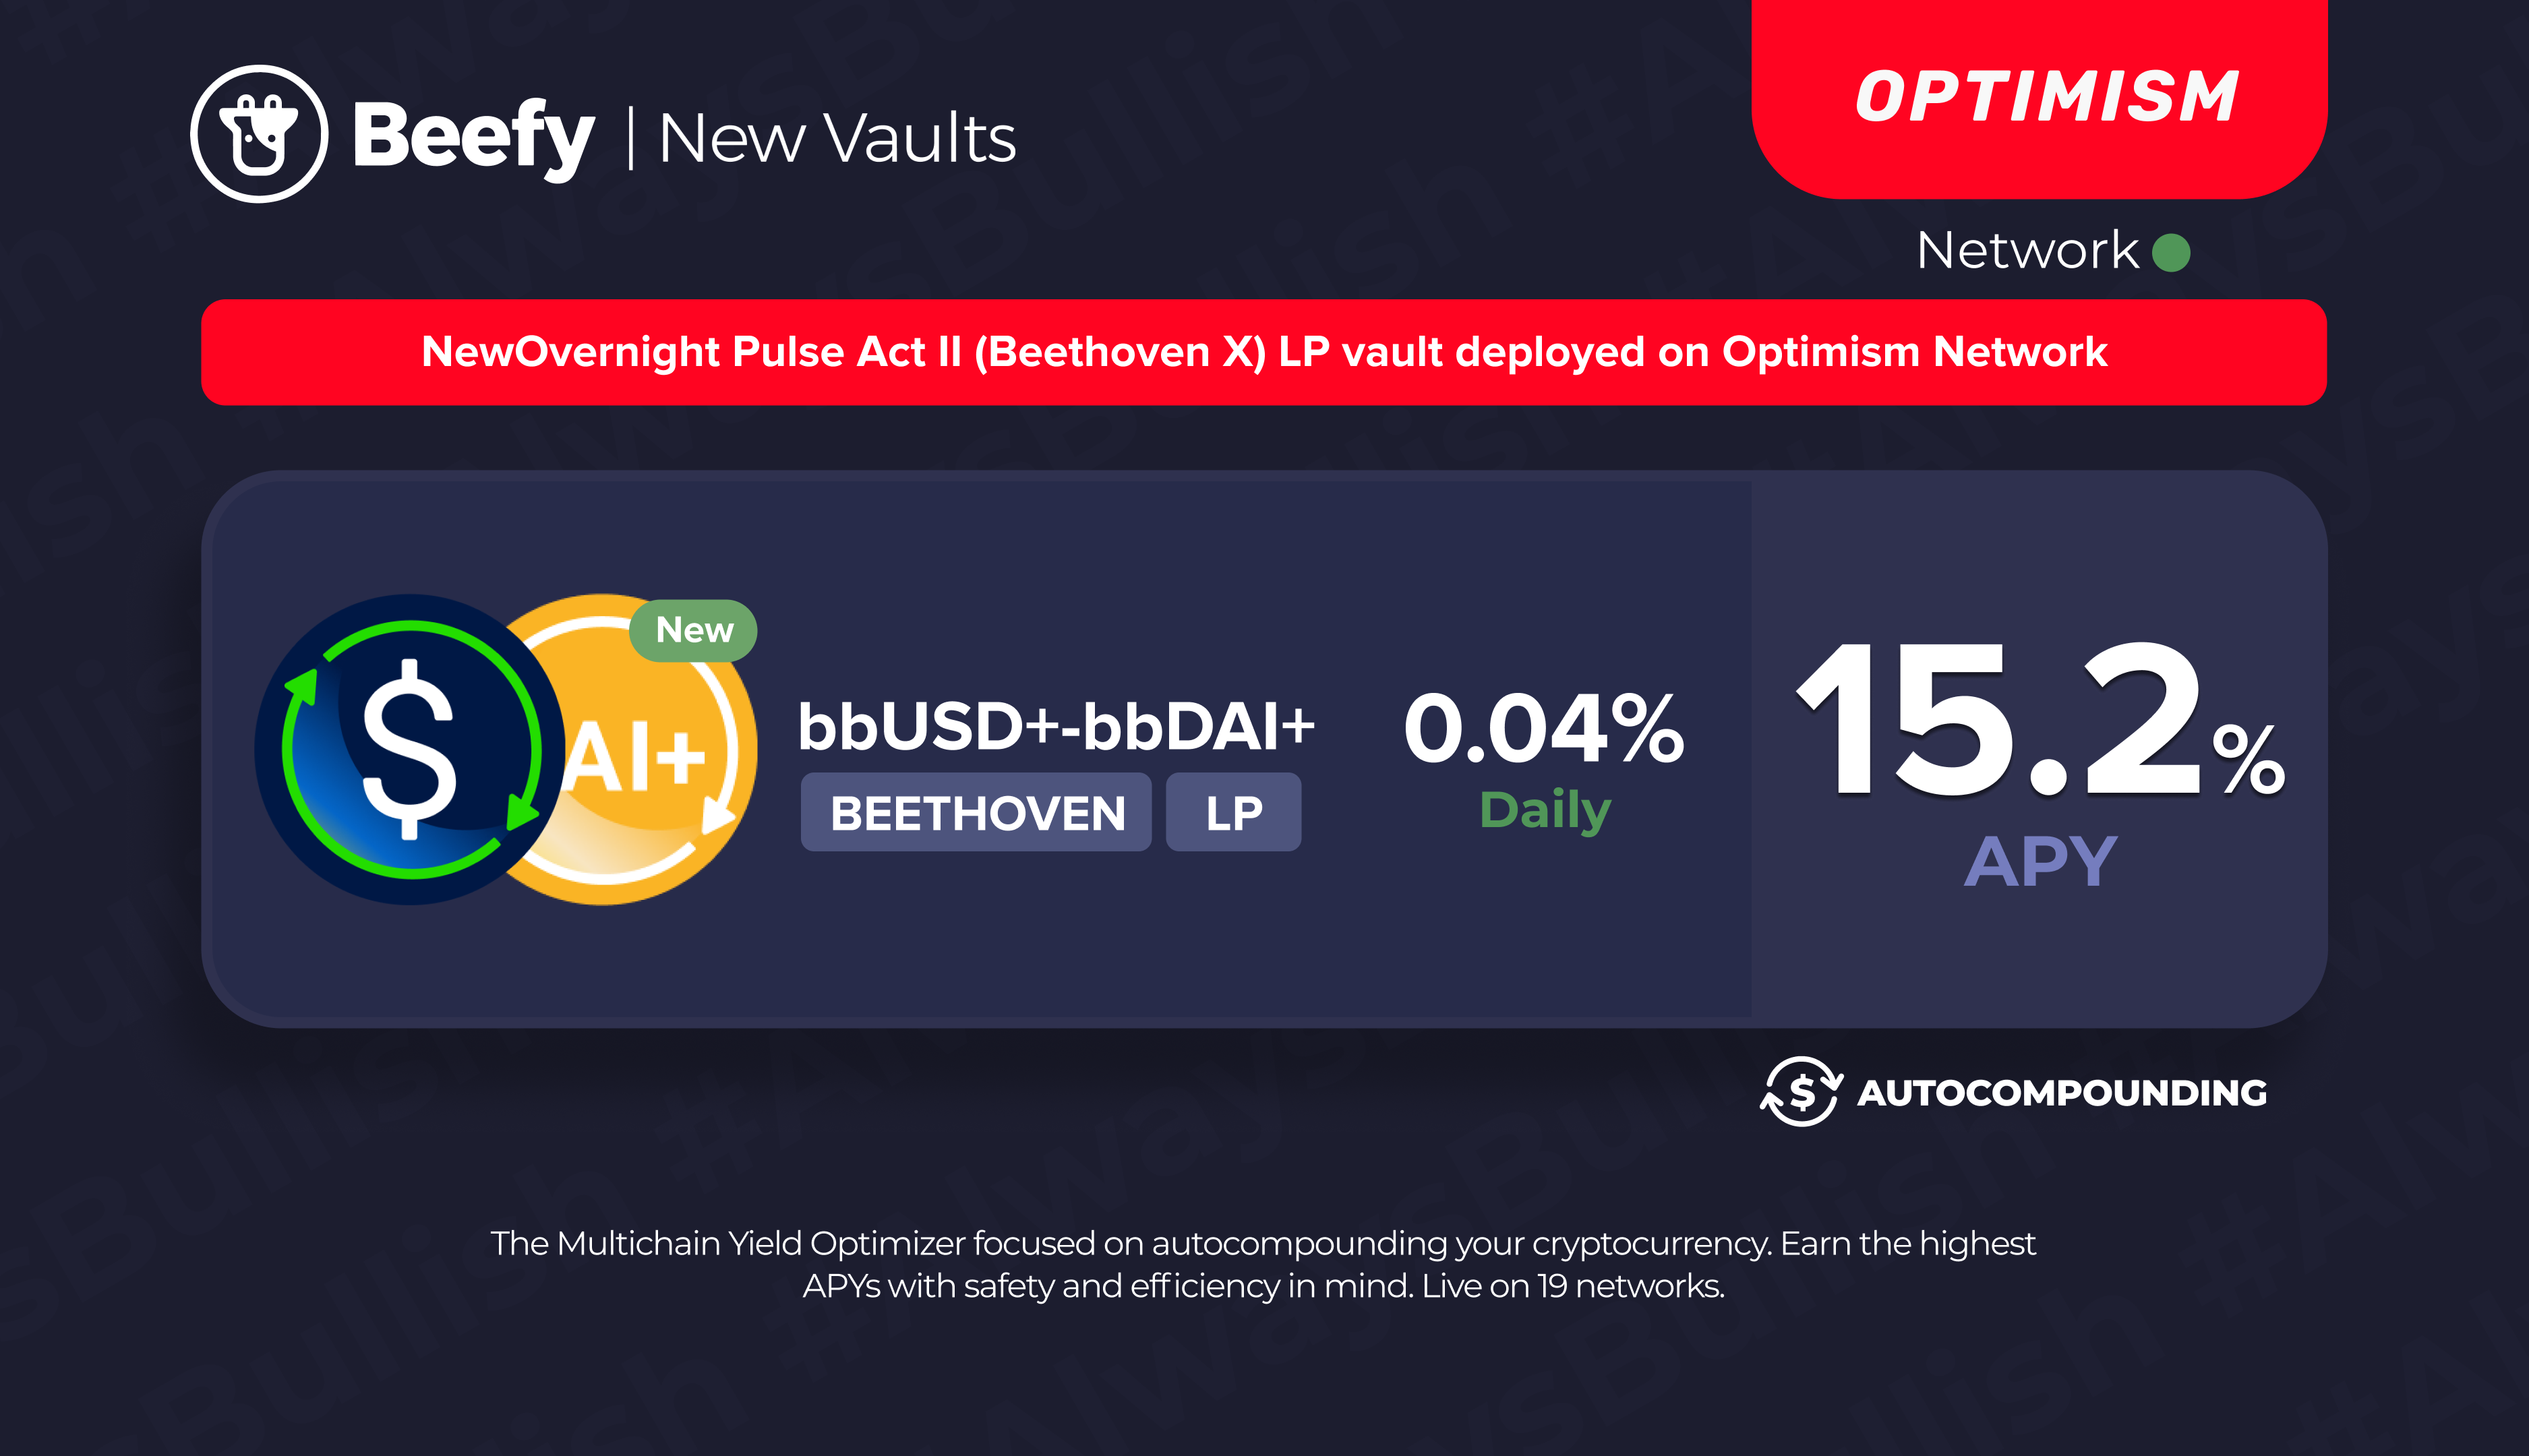 Beefy | New Vaults
OPTIMISM
Network
NewOvernight Pulse Act II (Beethoven X) LP vault deployed on Optimism Network
$
AI+
New
bbUSD+-bbDAI+
BEETHOVEN LP
0.04%
Daily
15.2%
APY
$ AUTOCOMPOUNDING
The Multichain Yield Optimizer focused on autocompounding your cryptocurrency. Earn the highest
APYs with safety and efficiency in mind. Live on 19 networks.
#AlwaysBullish